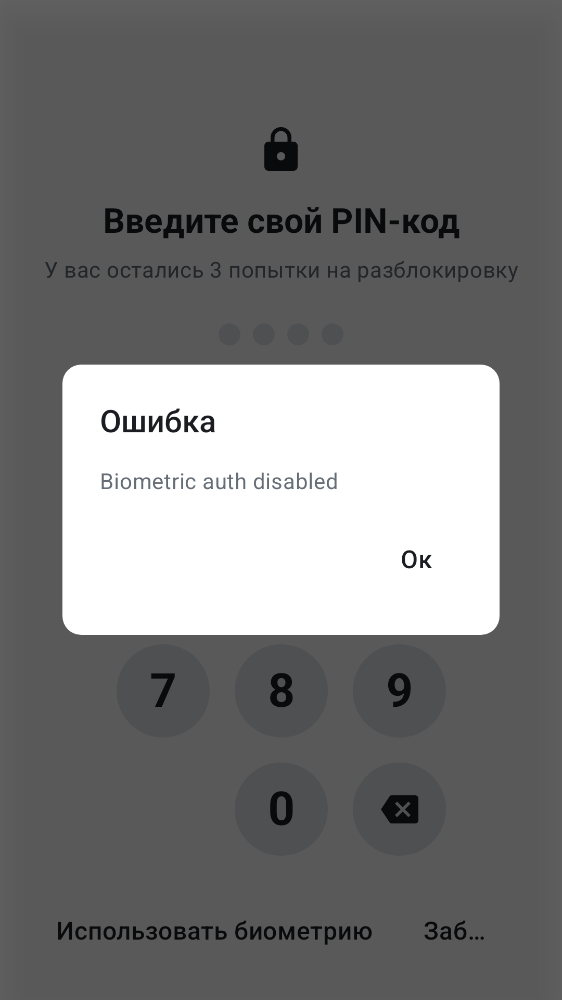 Введите свой PIN-код
У вас остались 3 попытки на разблокировку
Ошибка
Biometric auth disabled
Ок
7 8 9
0
Использовать биометрию Заб...